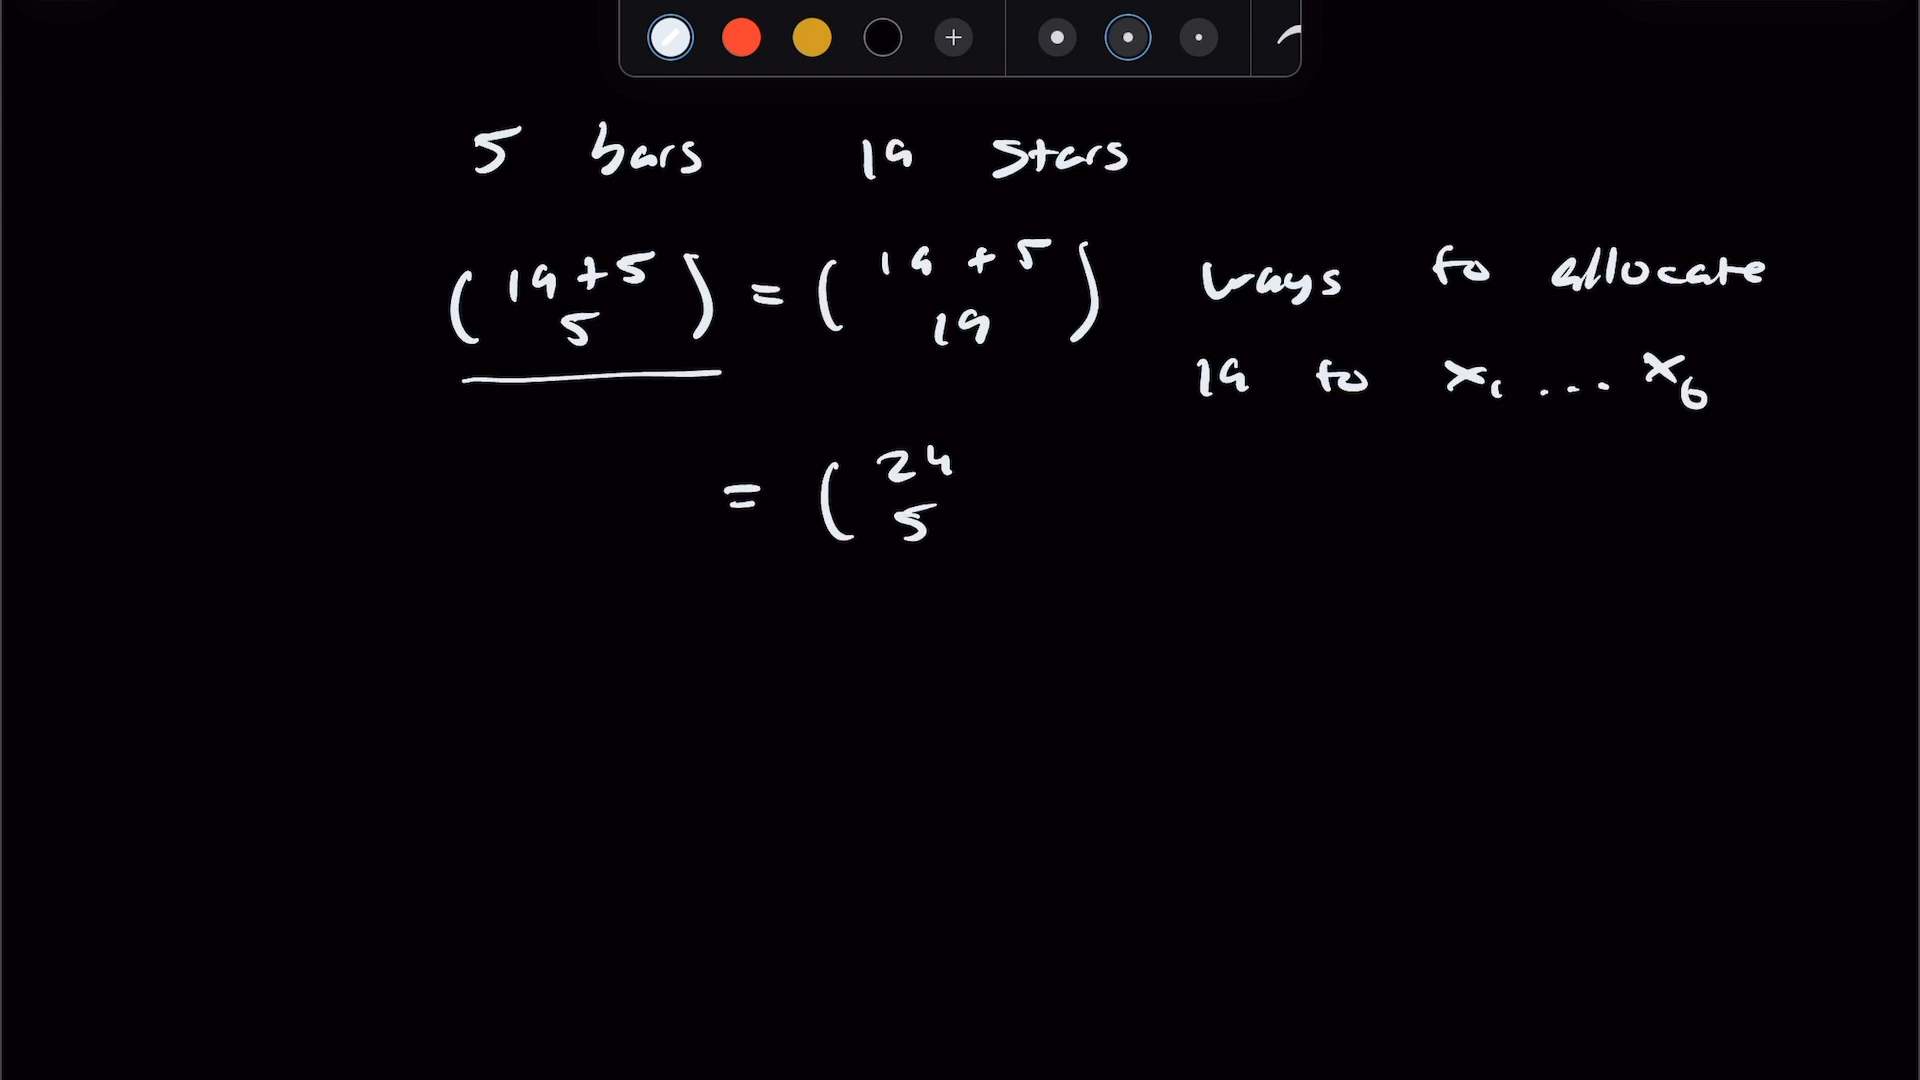 5 bars 19 stars
(19+5 5) = (19+5 19) ways to allocate
19 to x₁ ... x₆
= (24 5